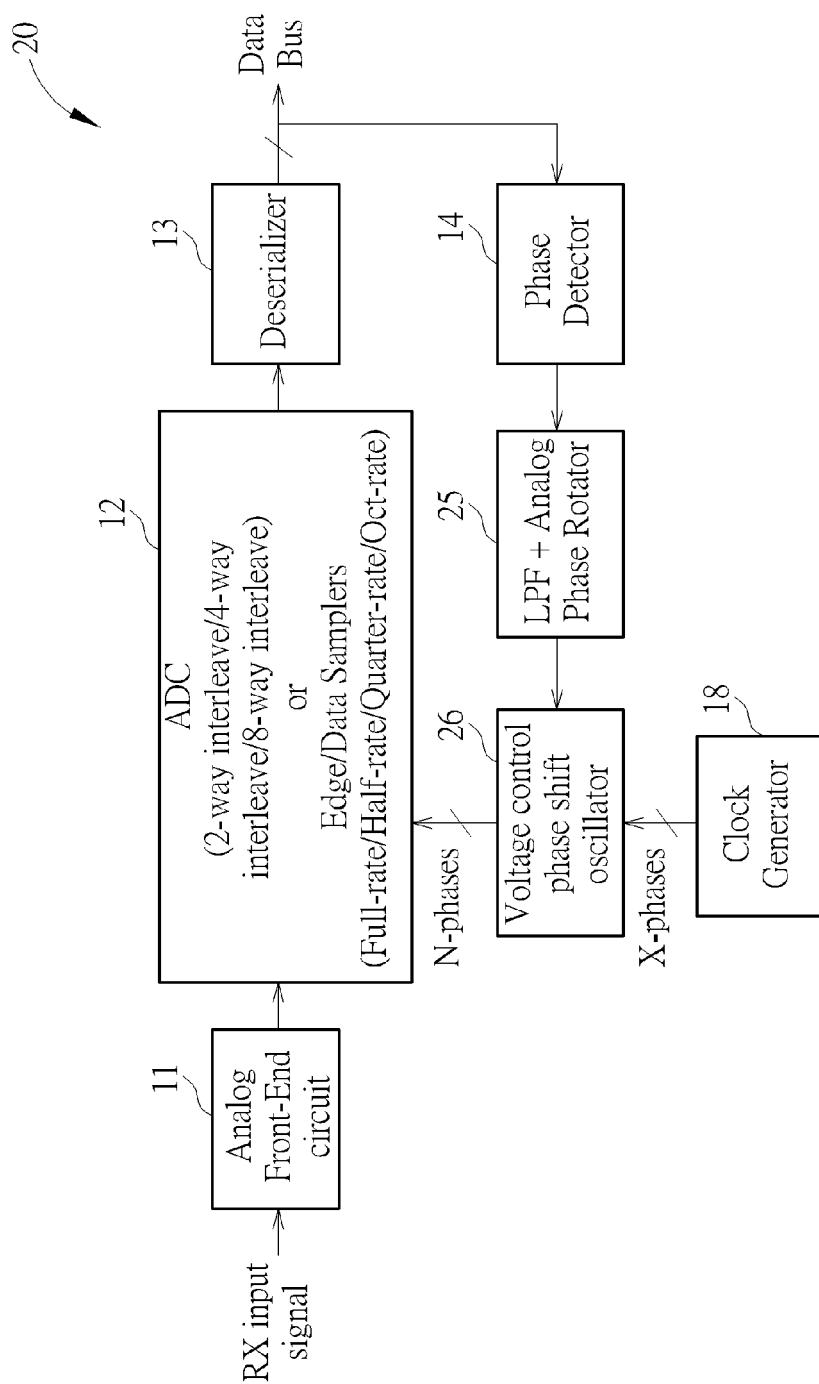 20
RX input
signal
11
Analog
Front-End
circuit
12
ADC
(2-way interleave/4-way
interleave/8-way interleave)
or
Edge/Data Samplers
(Full-rate/Half-rate/Quarter-rate/Oct-rate)
13
Deserializer
Data
Bus
14
Phase
Detector
25
LPF + Analog
Phase Rotator
26
Voltage control
phase shift
oscillator
N-phases
X-phases
18
Clock
Generator